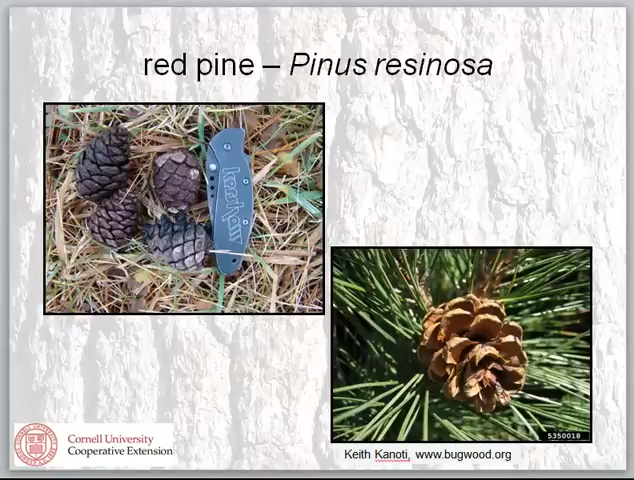 red pine – Pinus resinosa
kershaw
5350018
Cornell University
Cooperative Extension
Keith Kanoti, www.bugwood.org